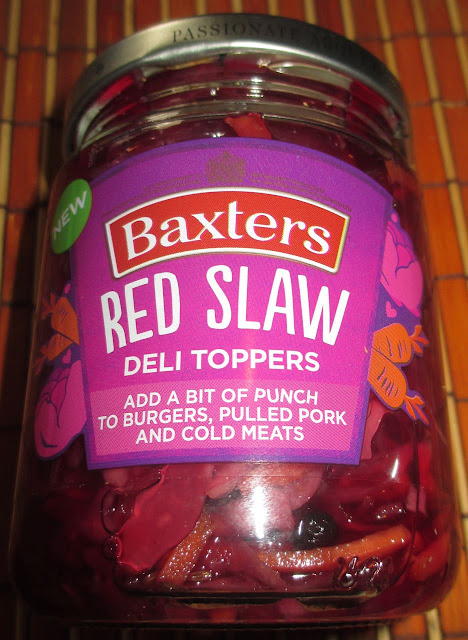 PASSIONATE
NEW
Baxters
RED SLAW
DELI TOPPERS
ADD A BIT OF PUNCH
TO BURGERS, PULLED PORK
AND COLD MEATS